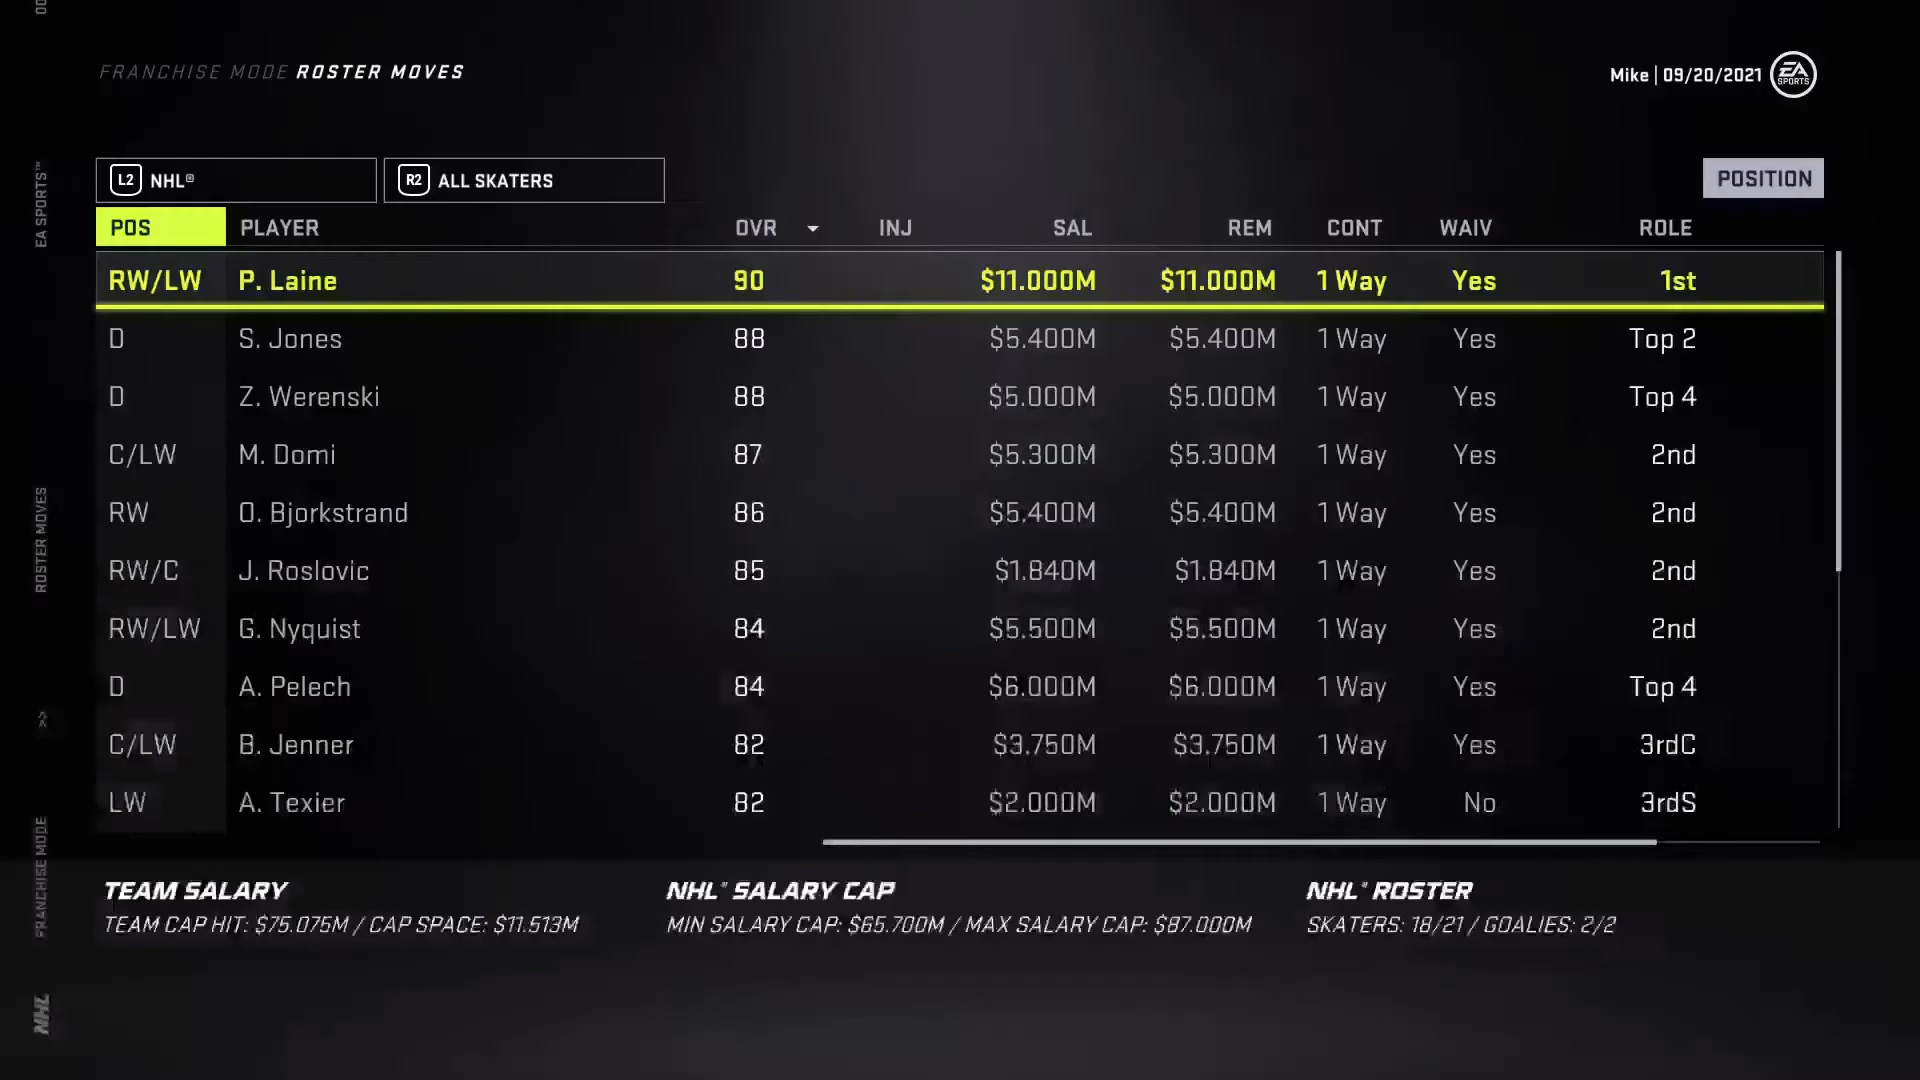 FRANCHISE MODE ROSTER MOVES
Mike | 09/20/2021
EA SPORTS
L2 NHL®
R2 ALL SKATERS
POSITION
POS PLAYER OVR INJ SAL REM CONT WAIV ROLE
RW/LW P. Laine 90 $11.000M $11.000M 1 Way Yes 1st
D S. Jones 88 $5.400M $5.400M 1 Way Yes Top 2
D Z. Werenski 88 $5.000M $5.000M 1 Way Yes Top 4
C/LW M. Domi 87 $5.300M $5.300M 1 Way Yes 2nd
RW O. Bjorkstrand 86 $5.400M $5.400M 1 Way Yes 2nd
RW/C J. Roslovic 85 $1.840M $1.840M 1 Way Yes 2nd
RW/LW G. Nyquist 84 $5.500M $5.500M 1 Way Yes 2nd
D A. Pelech 84 $6.000M $6.000M 1 Way Yes Top 4
C/LW B. Jenner 82 $3.750M $3.750M 1 Way Yes 3rdC
LW A. Texier 82 $2.000M $2.000M 1 Way No 3rdS
TEAM SALARY
TEAM CAP HIT: $75.075M / CAP SPACE: $11.513M
NHL® SALARY CAP
MIN SALARY CAP: $65.700M / MAX SALARY CAP: $87.000M
NHL® ROSTER
SKATERS: 18/21 / GOALIES: 2/2
NHL FRANCHISE MODE >> ROSTER MOVES EA SPORTS™